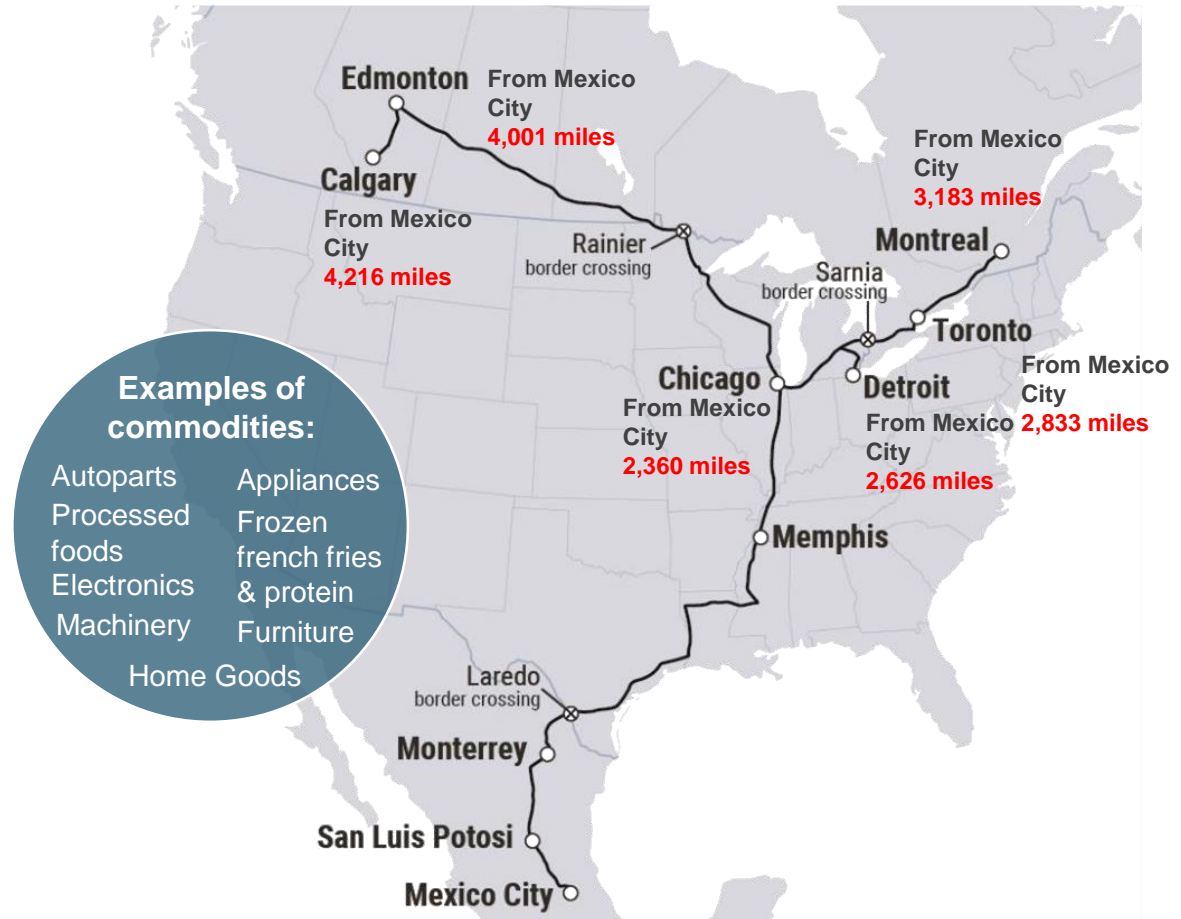 Edmonton
From Mexico
City
4,001 miles
Calgary
From Mexico
City
4,216 miles
Rainier
border crossing
From Mexico
City
3,183 miles
Montreal
Sarnia
border crossing
Toronto
From Mexico
City
2,833 miles
Detroit
From Mexico
City
2,626 miles
Chicago
From Mexico
City
2,360 miles
Memphis
Examples of
commodities:
Autoparts
Processed
foods
Electronics
Machinery
Appliances
Frozen
french fries
& protein
Furniture
Home Goods
Laredo
border crossing
Monterrey
San Luis Potosi
Mexico City